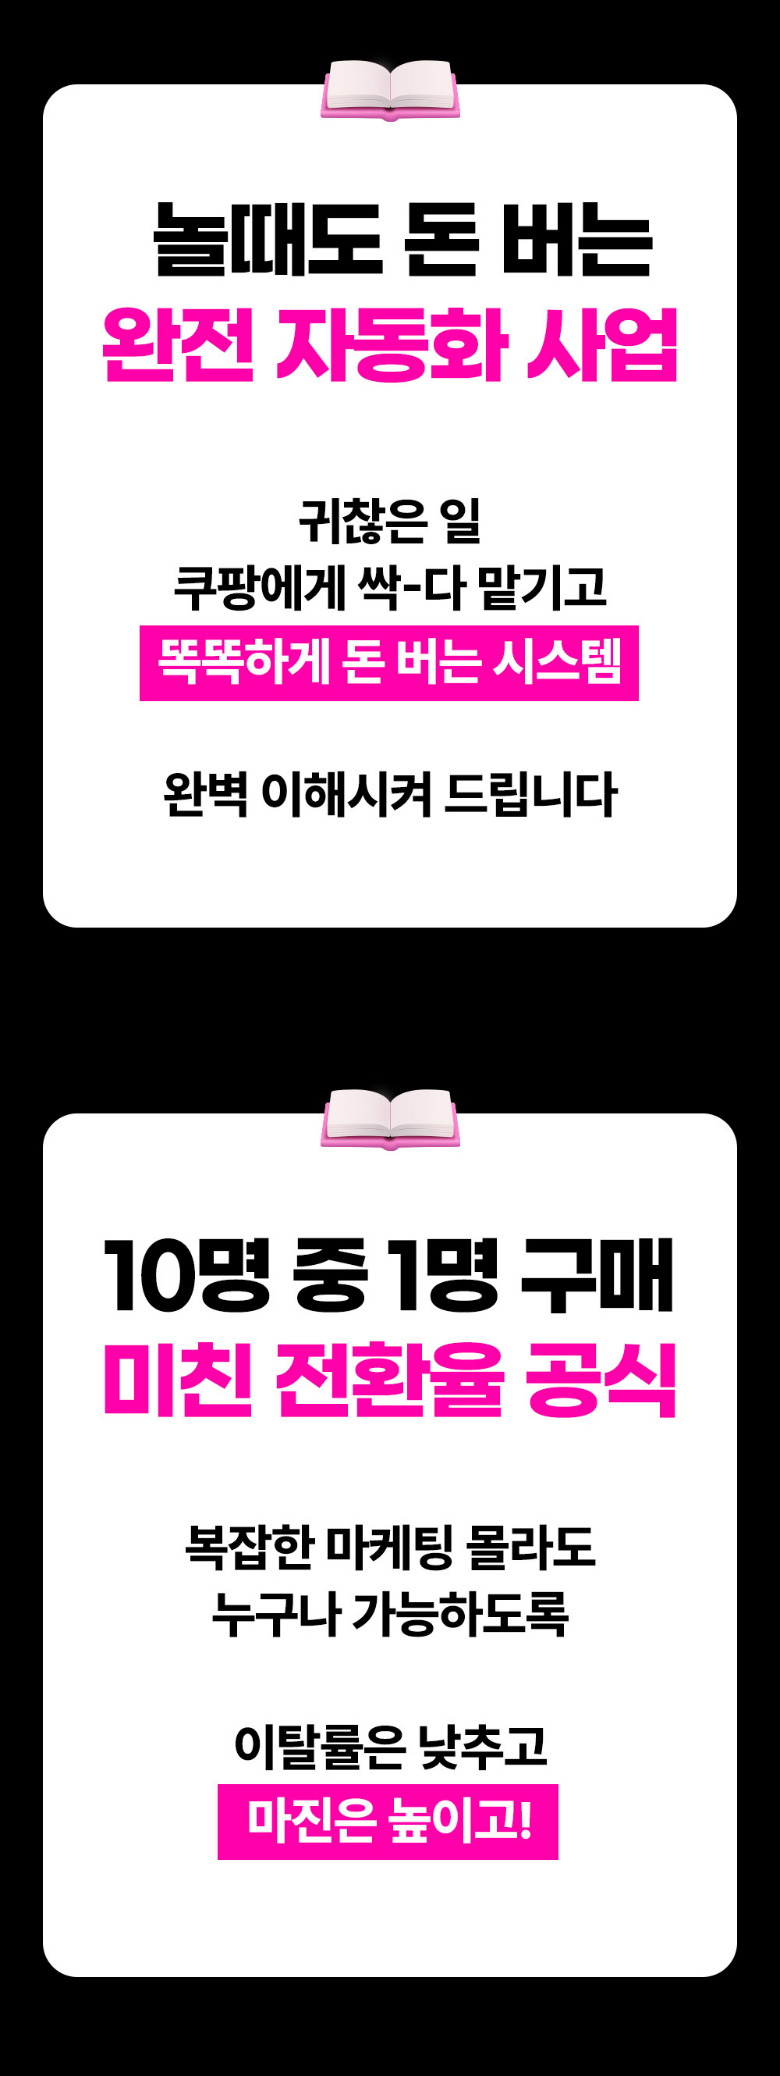 놀때도 돈 버는
완전 자동화 사업
귀찮은 일
쿠팡에게 싹-다 맡기고
똑똑하게 돈 버는 시스템
완벽 이해시켜 드립니다
10명 중 1명 구매
미친 전환율 공식
복잡한 마케팅 몰라도
누구나 가능하도록
이탈률은 낮추고
마진은 높이고!